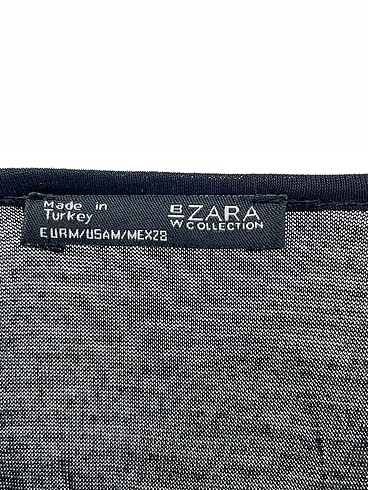 Made in
Turkey
EURM/USAM/MEX28
B/W ZARA
COLLECTION